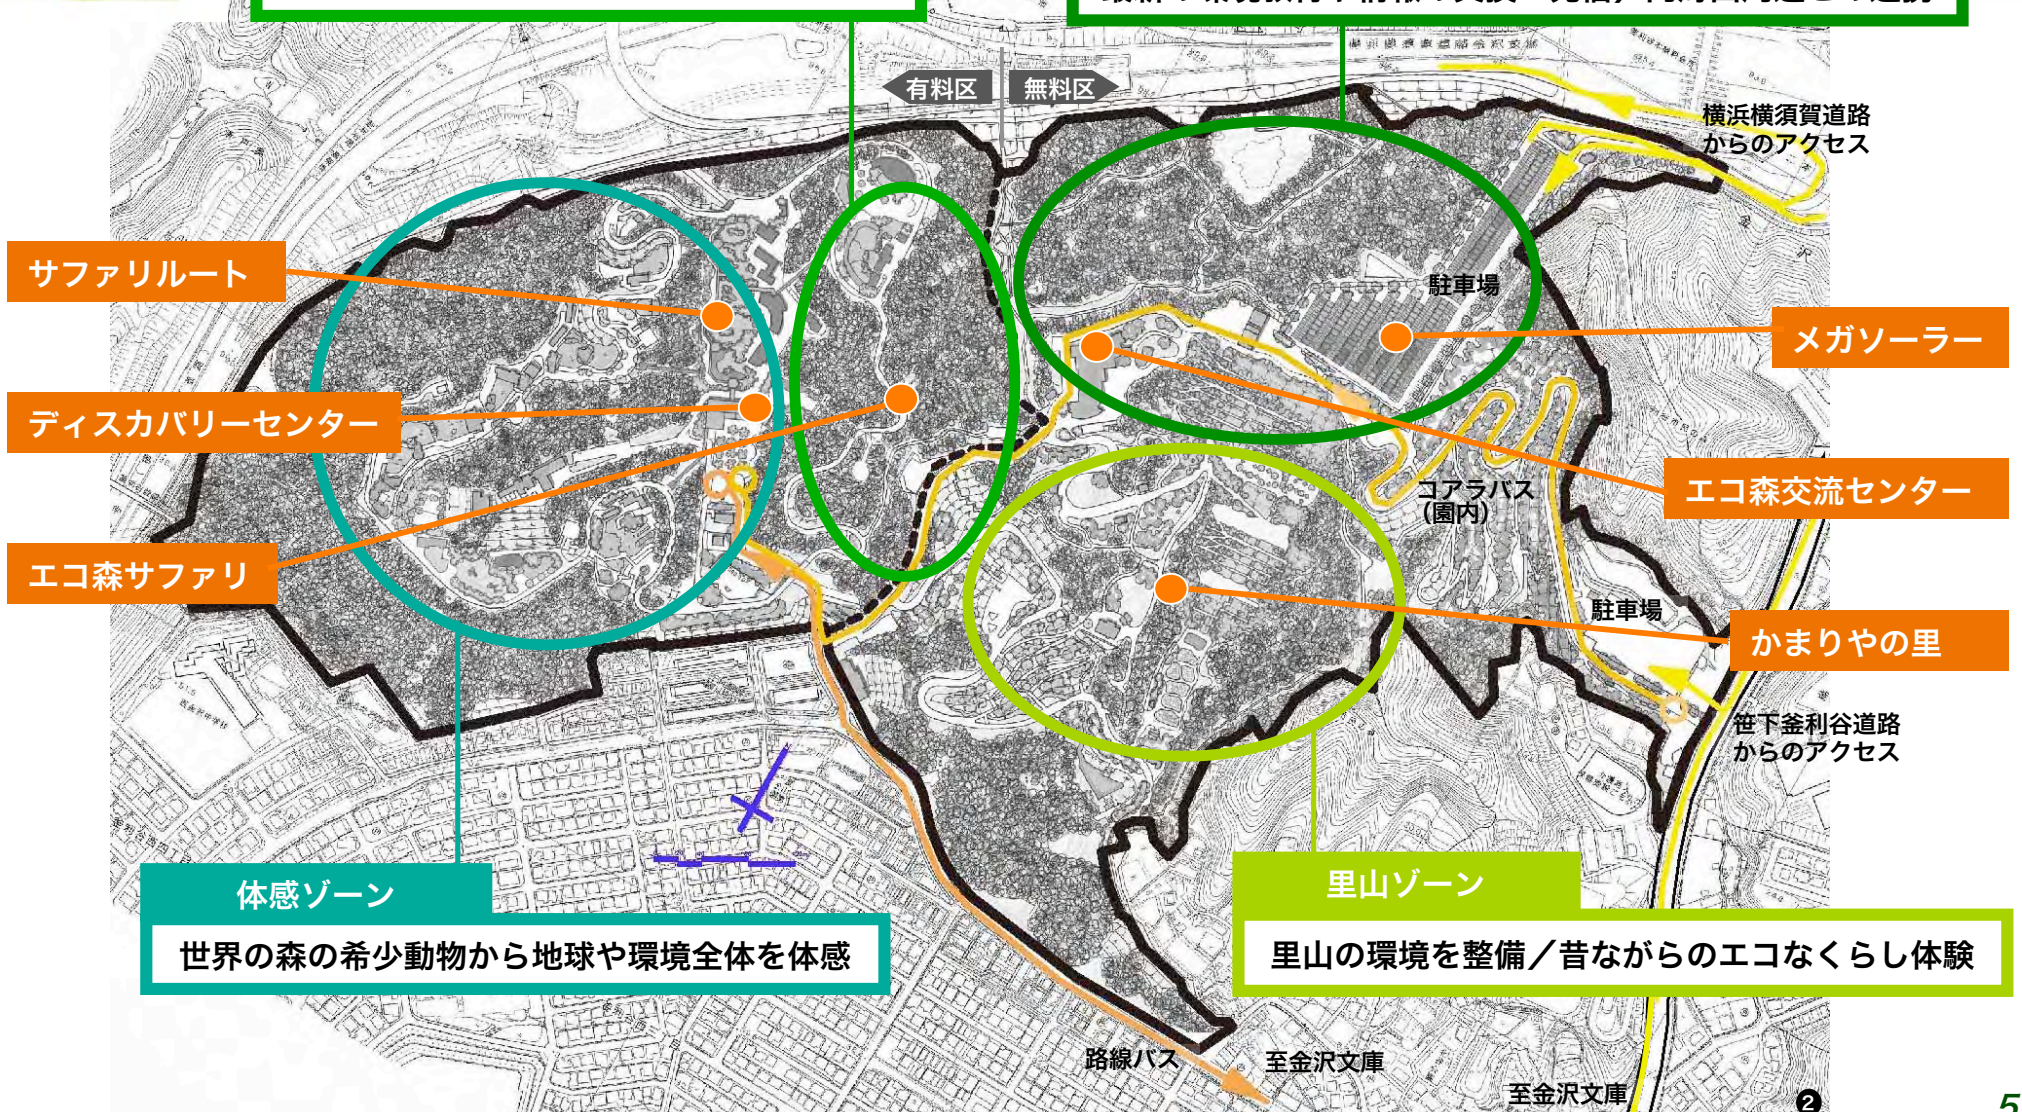 有料区
無料区
横浜横須賀道路
からのアクセス
サファリルート
駐車場
メガソーラー
ディスカバリーセンター
エコ森交流センター
コアラバス
（園内）
エコ森サファリ
駐車場
かまりやの里
笹下釜利谷道路
からのアクセス
体感ゾーン
世界の森の希少動物から地球や環境全体を体感
里山ゾーン
里山の環境を整備／昔ながらのエコなくらし体験
路線バス
至金沢文庫
至金沢文庫
❷
5